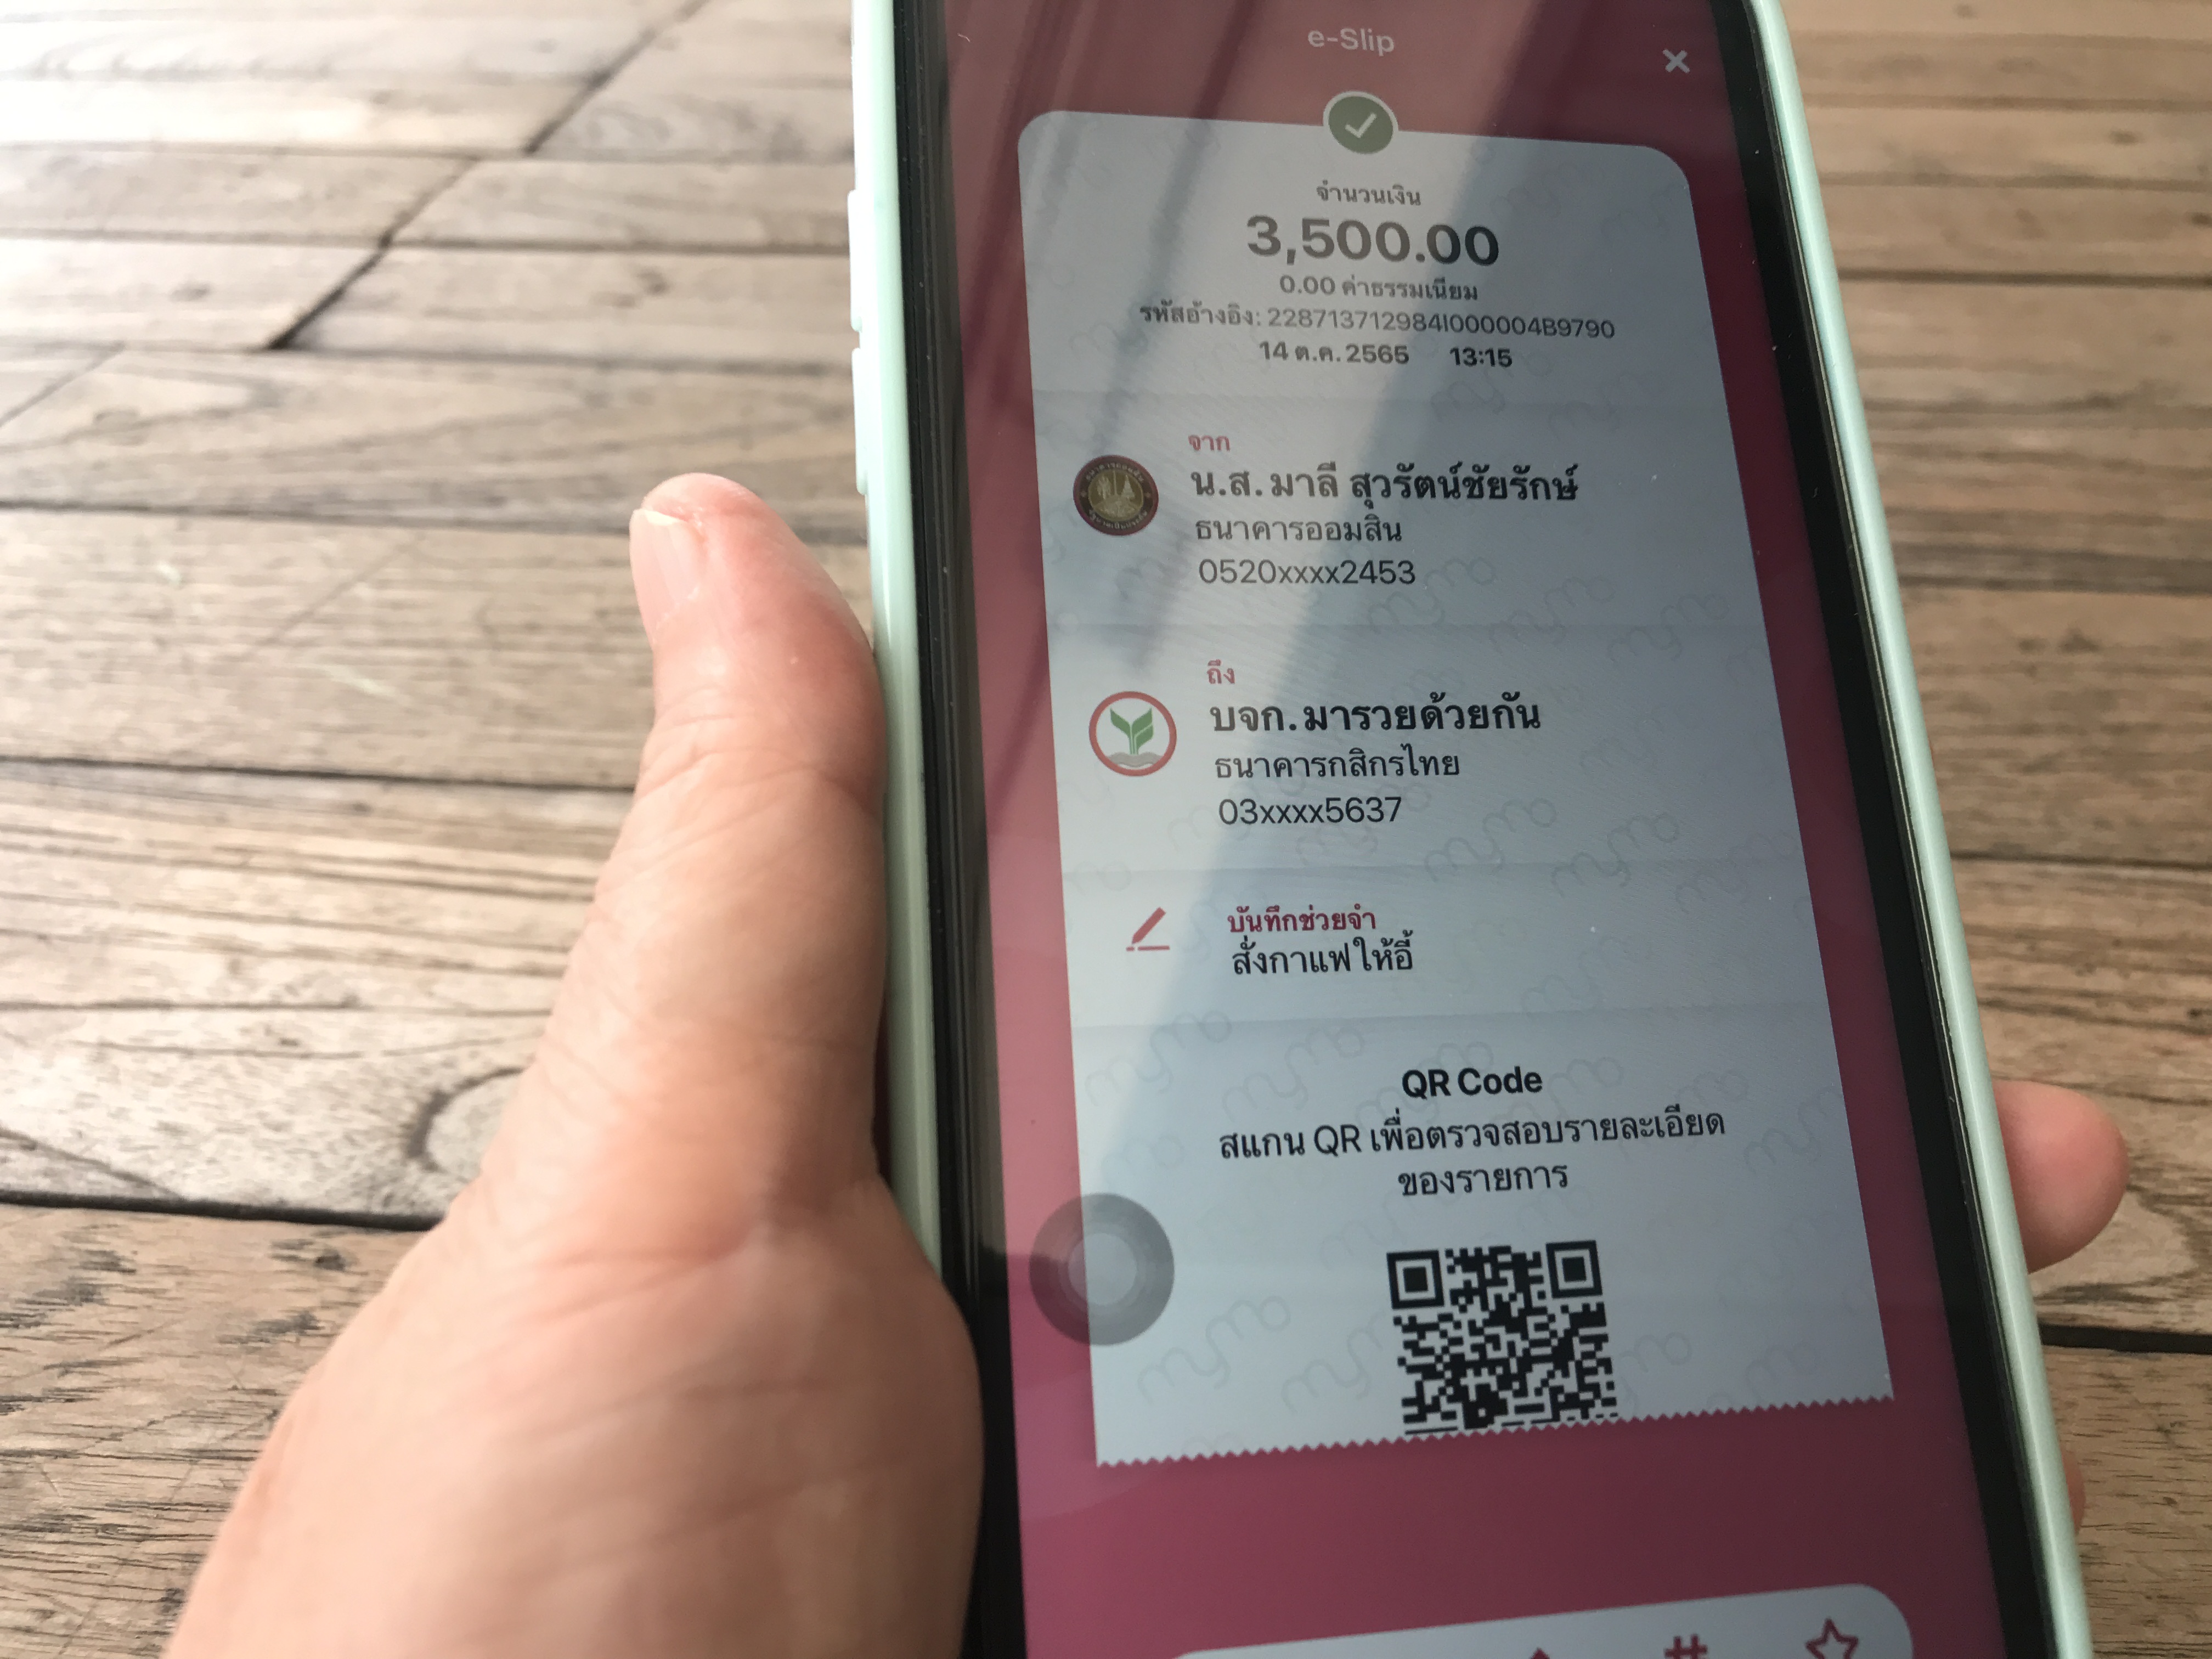 e-Slip
จำนวนเงิน
3,500.00
0.00 ค่าธรรมเนียม
รหัสอ้างอิง: 228713712984I000004B9790
14 ต.ค. 2565 13:15
จาก
น.ส. มาลี สุวรัตน์ชัยรักษ์
ธนาคารออมสิน
0520xxxx2453
ถึง
บจก. มารวยด้วยกัน
ธนาคารกสิกรไทย
03xxxx5637
บันทึกช่วยจำ
สั่งกาแฟให้อี้
QR Code
สแกน QR เพื่อตรวจสอบรายละเอียด
ของรายการ